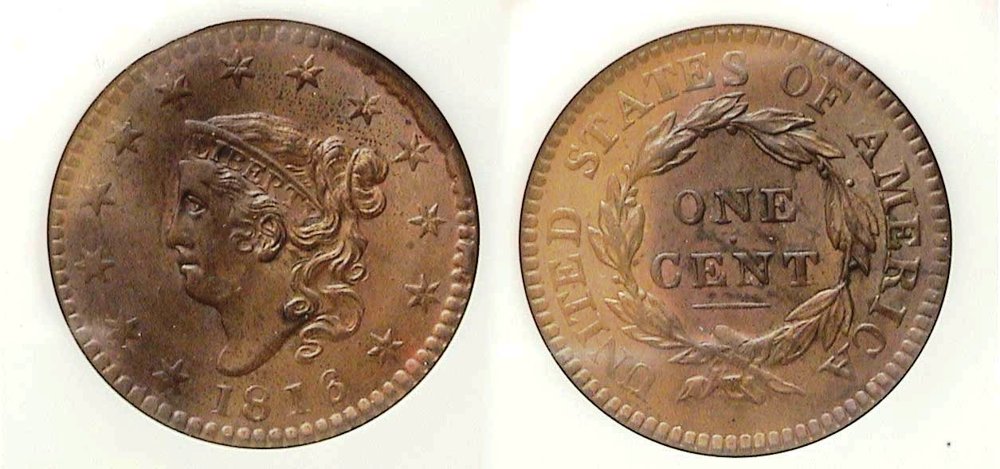 LIBERTY
1816
UNITED STATES OF AMERICA
ONE
CENT